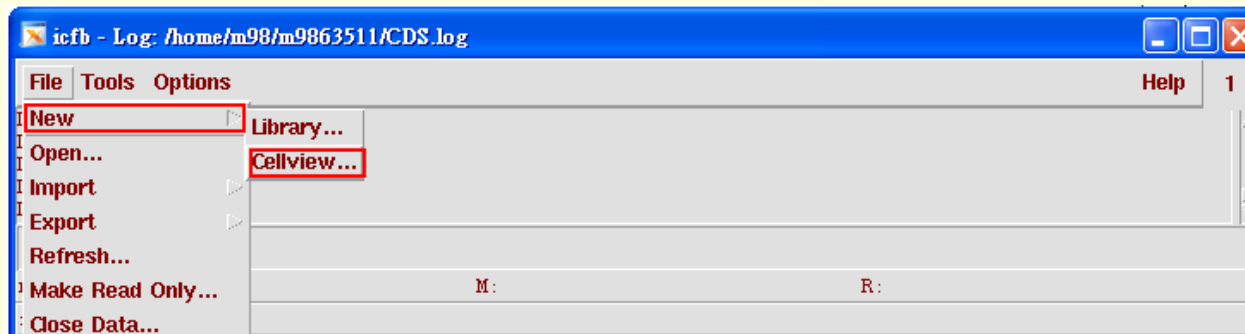 icfb - Log: /home/m98/m9863511/CDS.log
File Tools Options Help 1
New
Library...
Open...
Cellview...
Import
Export
Refresh...
Make Read Only...
M: R:
Close Data...